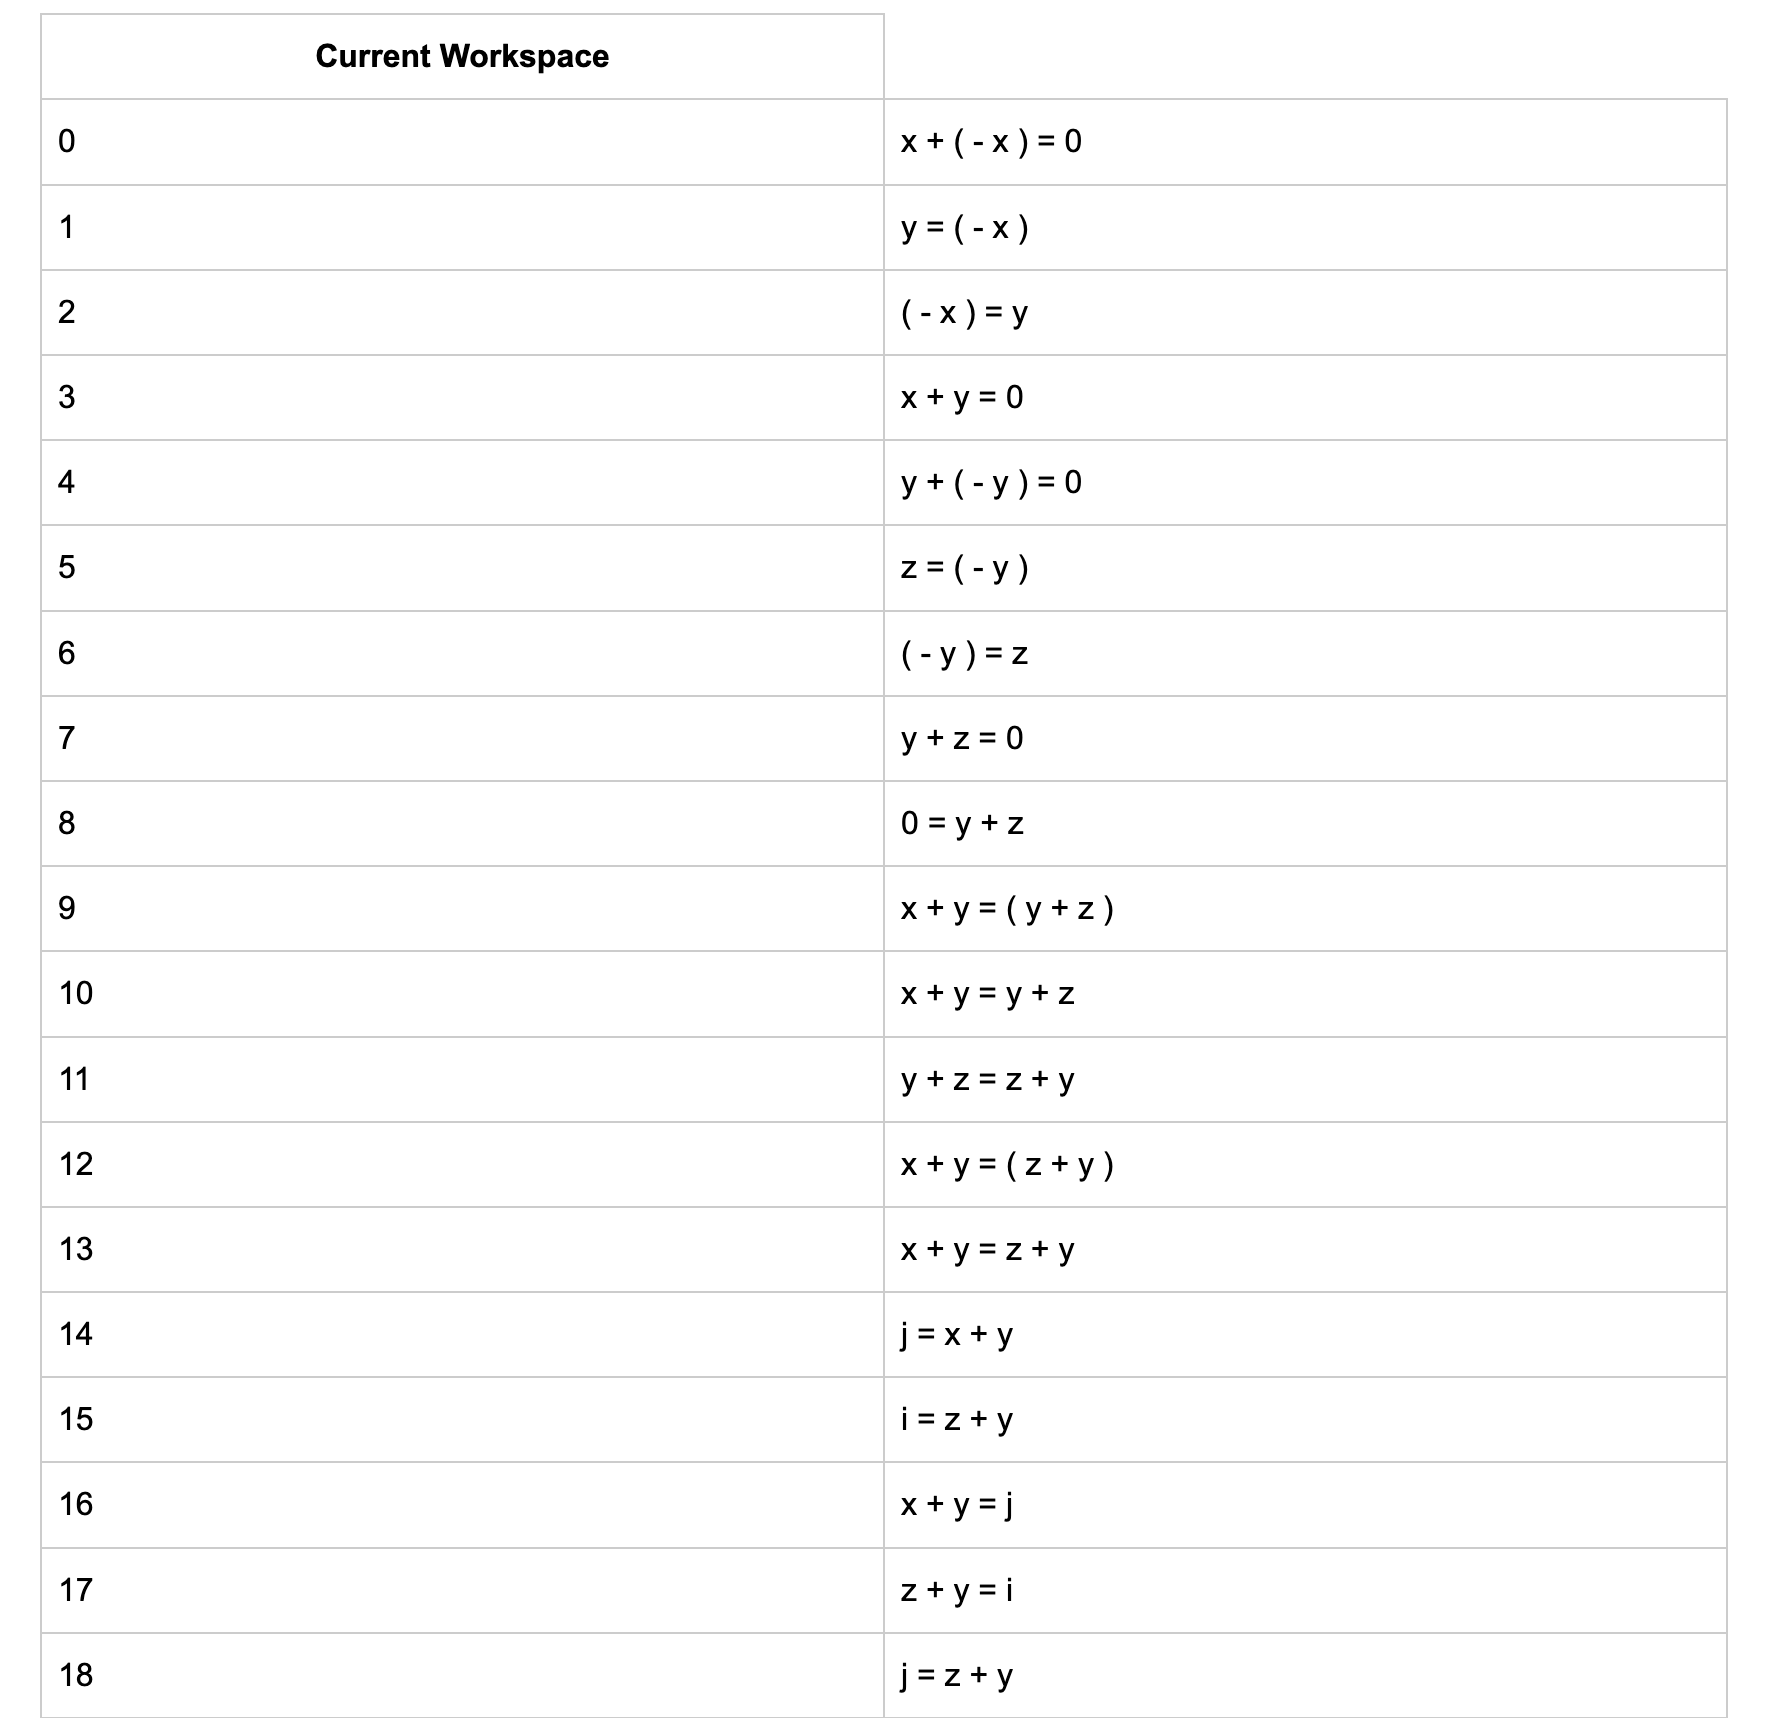 Current Workspace
0 x + ( - x ) = 0
1 y = ( - x )
2 ( - x ) = y
3 x + y = 0
4 y + ( - y ) = 0
5 z = ( - y )
6 ( - y ) = z
7 y + z = 0
8 0 = y + z
9 x + y = ( y + z )
10 x + y = y + z
11 y + z = z + y
12 x + y = ( z + y )
13 x + y = z + y
14 j = x + y
15 i = z + y
16 x + y = j
17 z + y = i
18 j = z + y